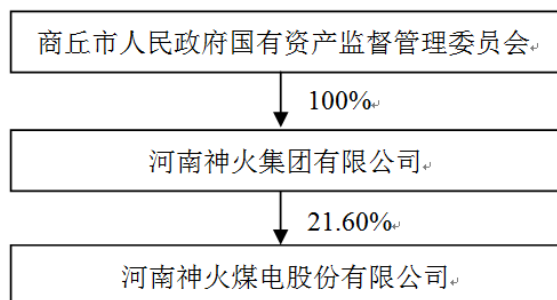 商丘市人民政府国有资产监督管理委员会
100%
河南神火集团有限公司
21.60%
河南神火煤电股份有限公司